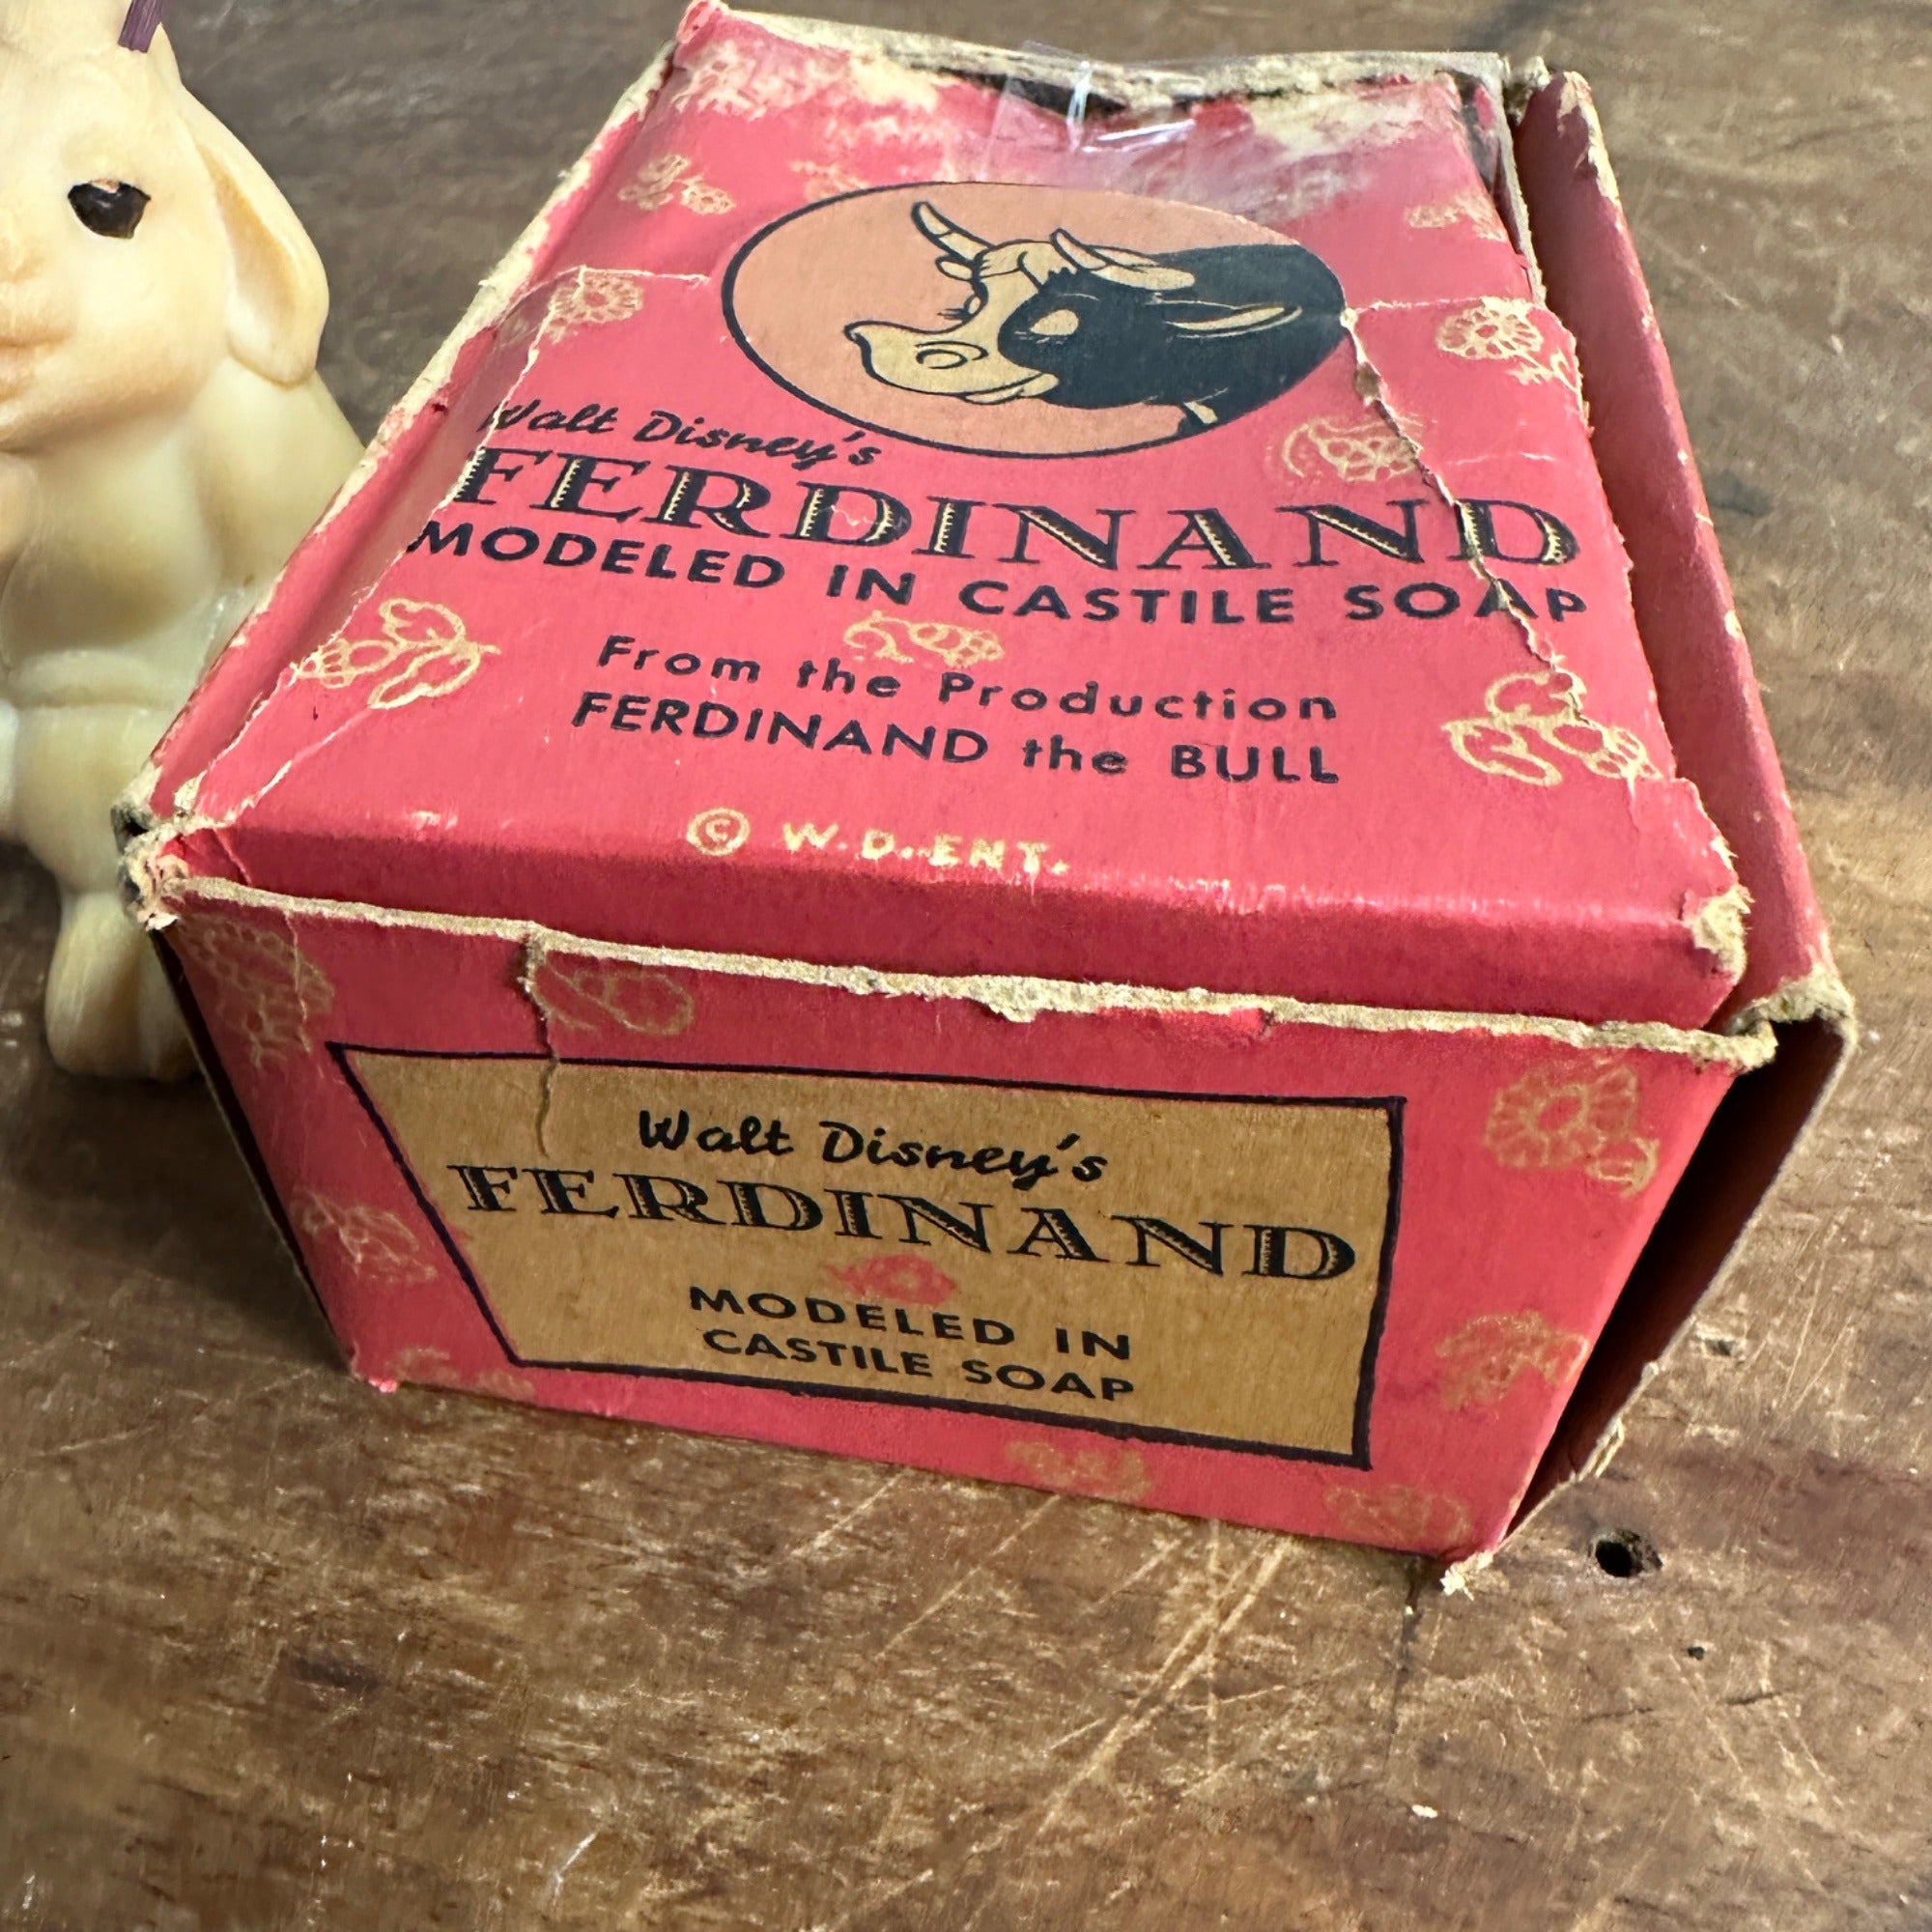 Walt Disney's
FERDINAND
MODELED IN CASTILE SOAP
From the Production
FERDINAND the BULL
© W.D.ENT.
Walt Disney's
FERDINAND
MODELED IN
CASTILE SOAP